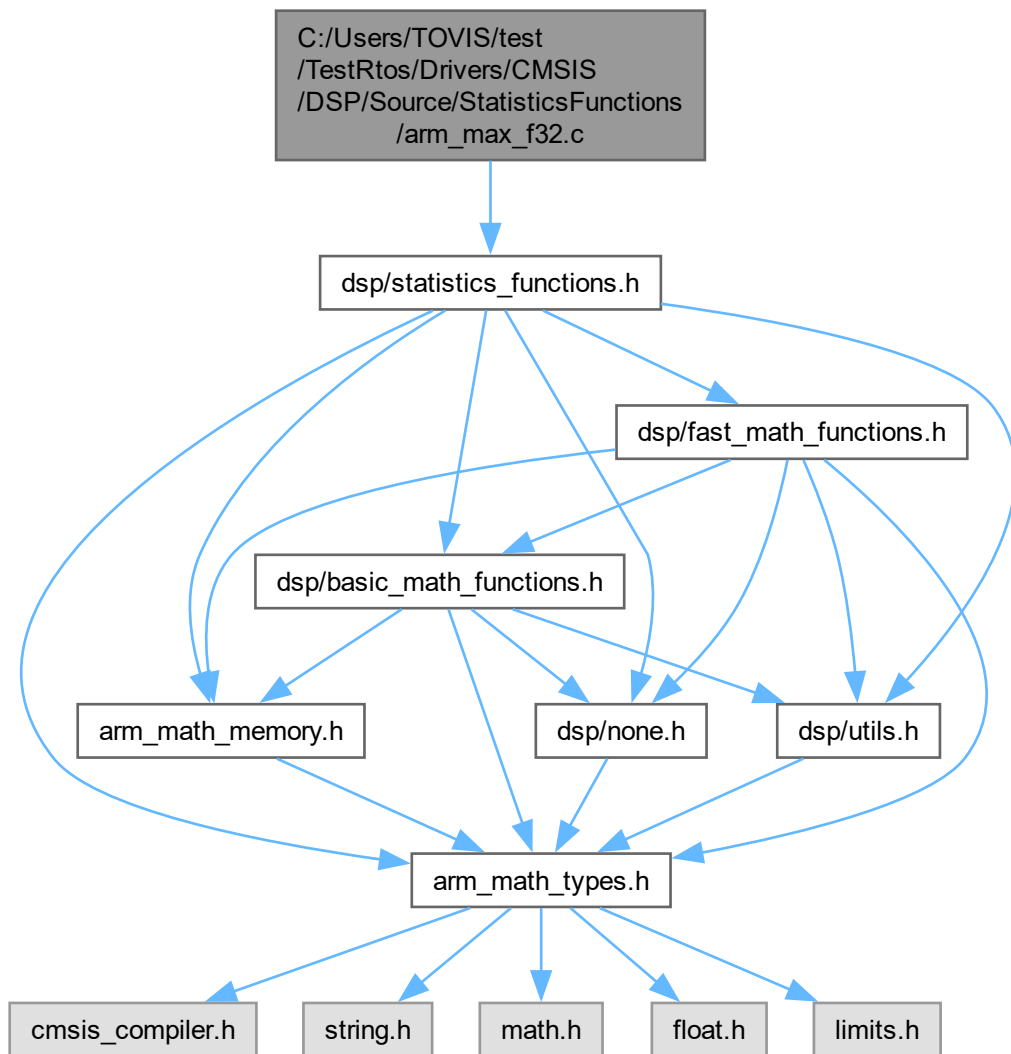 C:/Users/TOVIS/test
/TestRtos/Drivers/CMSIS
/DSP/Source/StatisticsFunctions
/arm_max_f32.c
dsp/statistics_functions.h
dsp/fast_math_functions.h
dsp/basic_math_functions.h
arm_math_memory.h
dsp/none.h
dsp/utils.h
arm_math_types.h
cmsis_compiler.h
string.h
math.h
float.h
limits.h